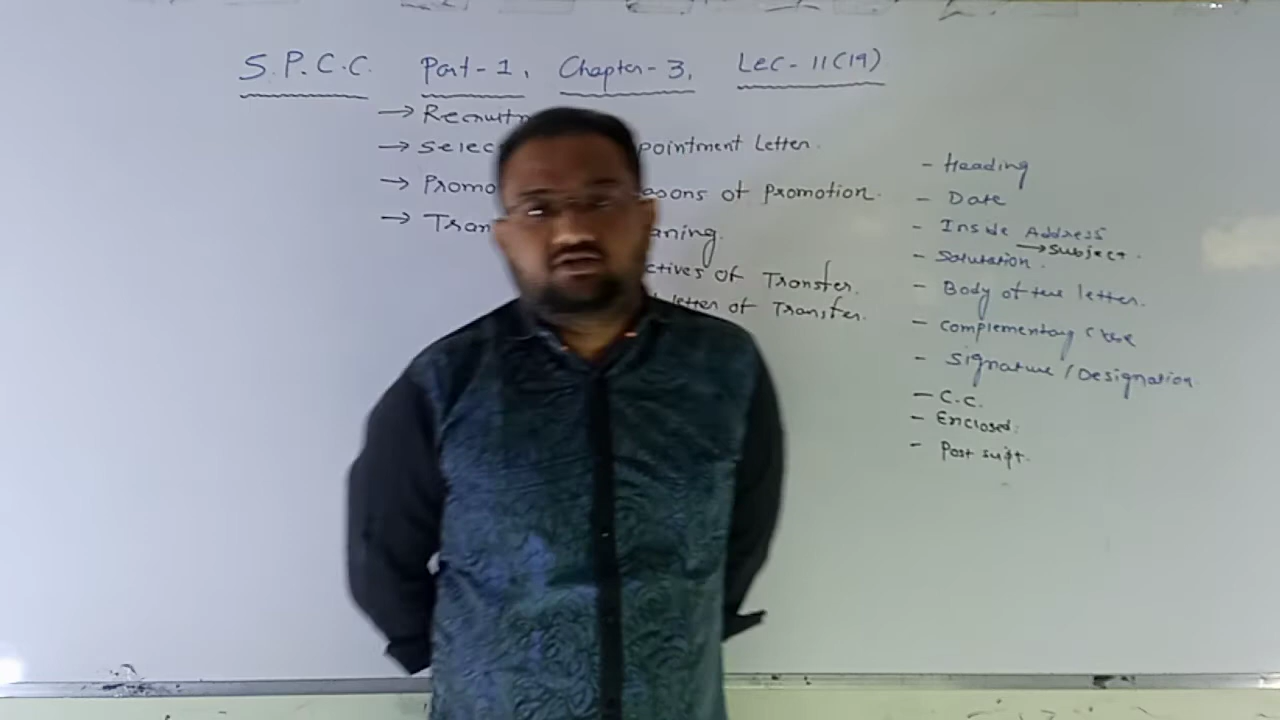 S.P.C.C. Part-1, Chapter-3, Lec-11(19)
→ Recruitm
→ Selec pointment Letter.
→ Promo asons of Promotion.
→ Tran aning.
ctives of Transfer.
letter of Transfer.
- Heading
- Date
- Inside Address
→ Subject.
- Salutation.
- Body of the letter.
- Complementary Close
- Signature / Designation
- C.C.
- Enclosed.
- Post